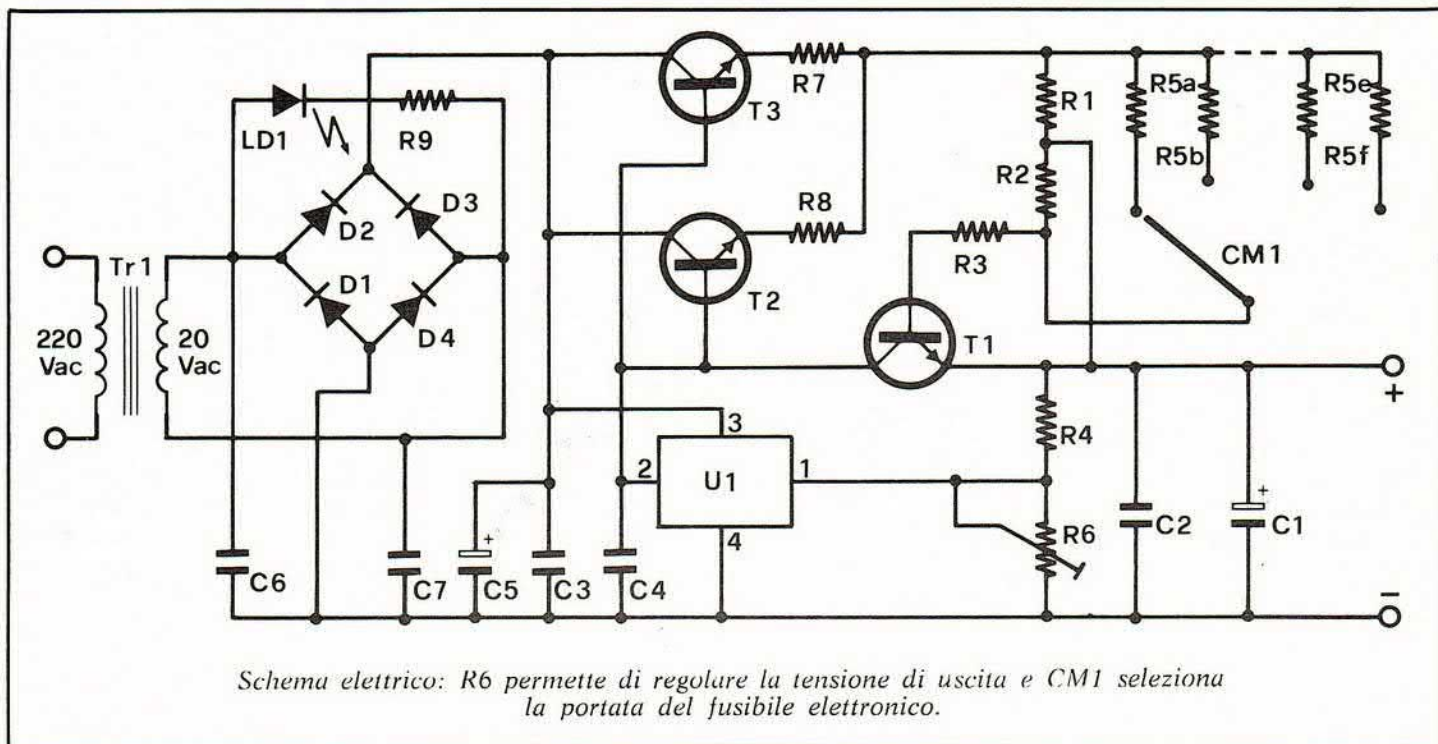 T3
R7
R1
R5a
R5e
LD1
R9
R5b
R5f
R2
D2
D3
R8
R3
CM1
Tr 1
D1
T2
D4
T1
220
Vac
20
Vac
+
3
R4
2
U1
1
+
+
R6
C2
C1
4
C6
C7
C5
C3
C4
−
Schema elettrico: R6 permette di regolare la tensione di uscita e CM1 seleziona
la portata del fusibile elettronico.